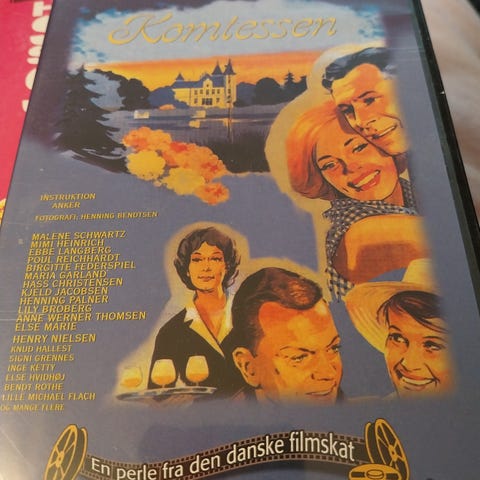 Komtessen
INSTRUKTION
ANKER
FOTOGRAFI: HENNING BENDTSEN
MALENE SCHWARTZ
MIMI HEINRICH
EBBE LANGBERG
POUL REICHHARDT
BIRGITTE FEDERSPIEL
MARIA GARLAND
HASS CHRISTENSEN
KJELD JACOBSEN
HENNING PALNER
LILY BROBERG
ANNE WERNER THOMSEN
ELSE MARIE
HENRY NIELSEN
KNUD HALLEST
SIGNI GRENNES
INGE KETTY
ELSE HVIDHØJ
BENDT ROTHE
LILLE MICHAEL FLACH
OG MANGE FLERE
En perle fra den danske filmskat